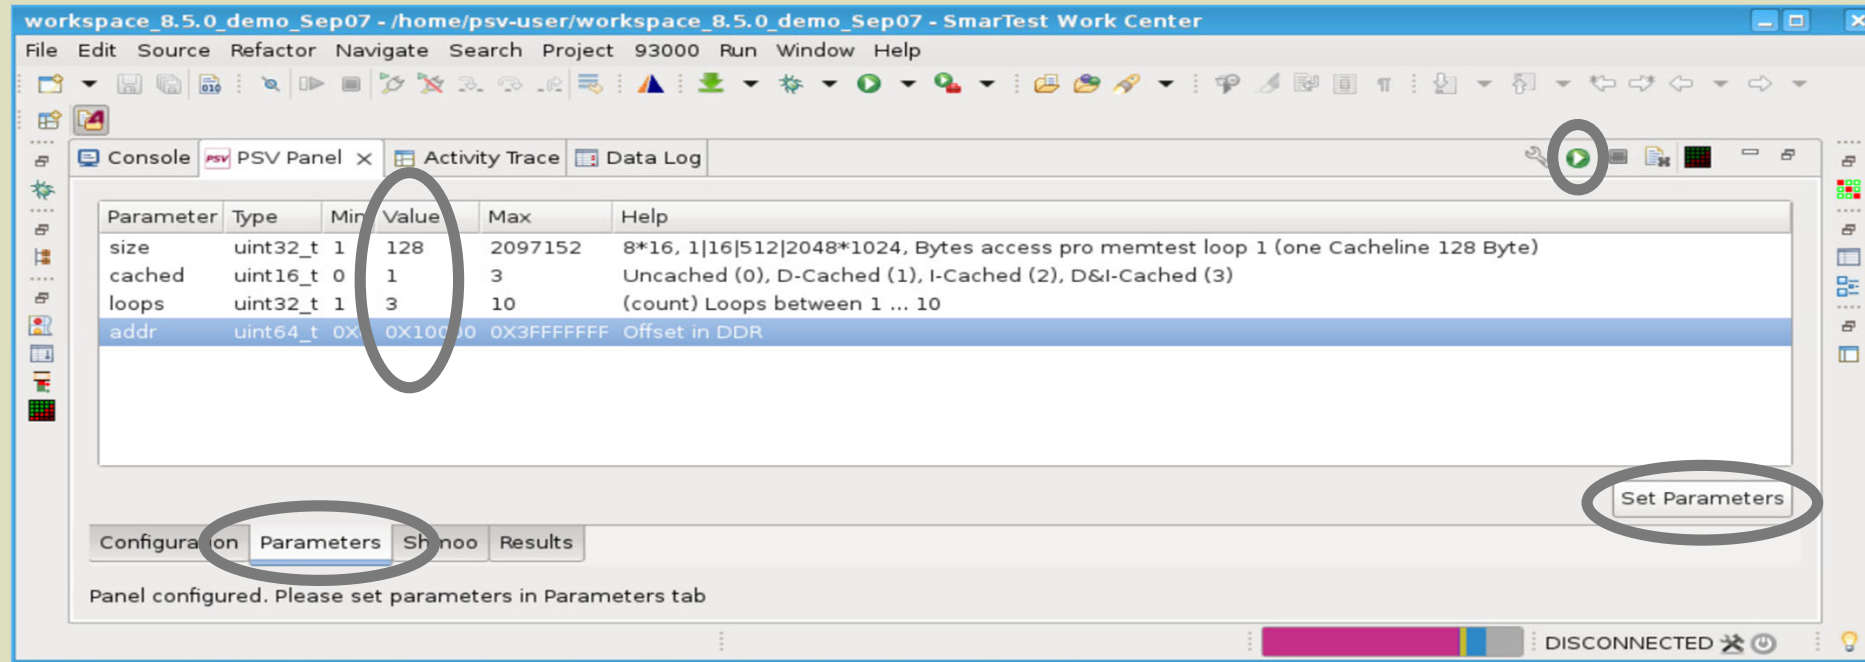 workspace_8.5.0_demo_Sep07 - /home/psv-user/workspace_8.5.0_demo_Sep07 - SmarTest Work Center
File Edit Source Refactor Navigate Search Project 93000 Run Window Help
010
Console PSV PSV Panel Activity Trace Data Log
Parameter Type Min Value Max Help
size uint32_t 1 128 2097152 8*16, 1|16|512|2048*1024, Bytes access pro memtest loop 1 (one Cacheline 128 Byte)
cached uint16_t 0 1 3 Uncached (0), D-Cached (1), I-Cached (2), D&I-Cached (3)
loops uint32_t 1 3 10 (count) Loops between 1 ... 10
addr uint64_t 0X10000 0X3FFFFFFF Offset in DDR
Set Parameters
Configuration Parameters Shmoo Results
Panel configured. Please set parameters in Parameters tab
DISCONNECTED